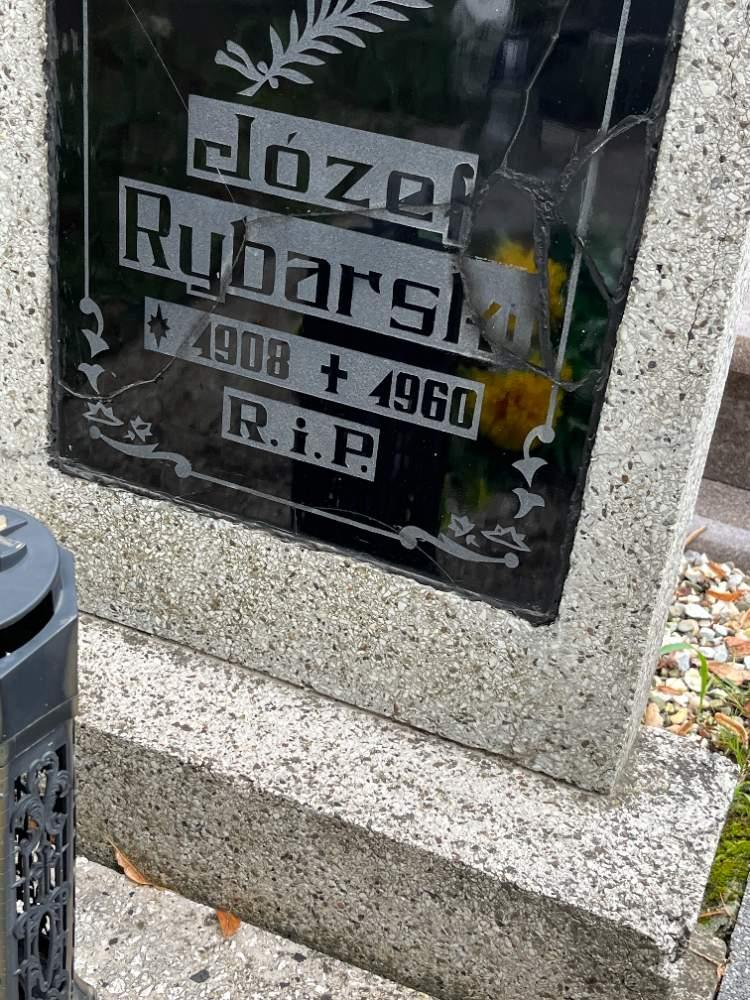 Józef
Rybarski
* 1908 ✝ 1960
R.i.P.